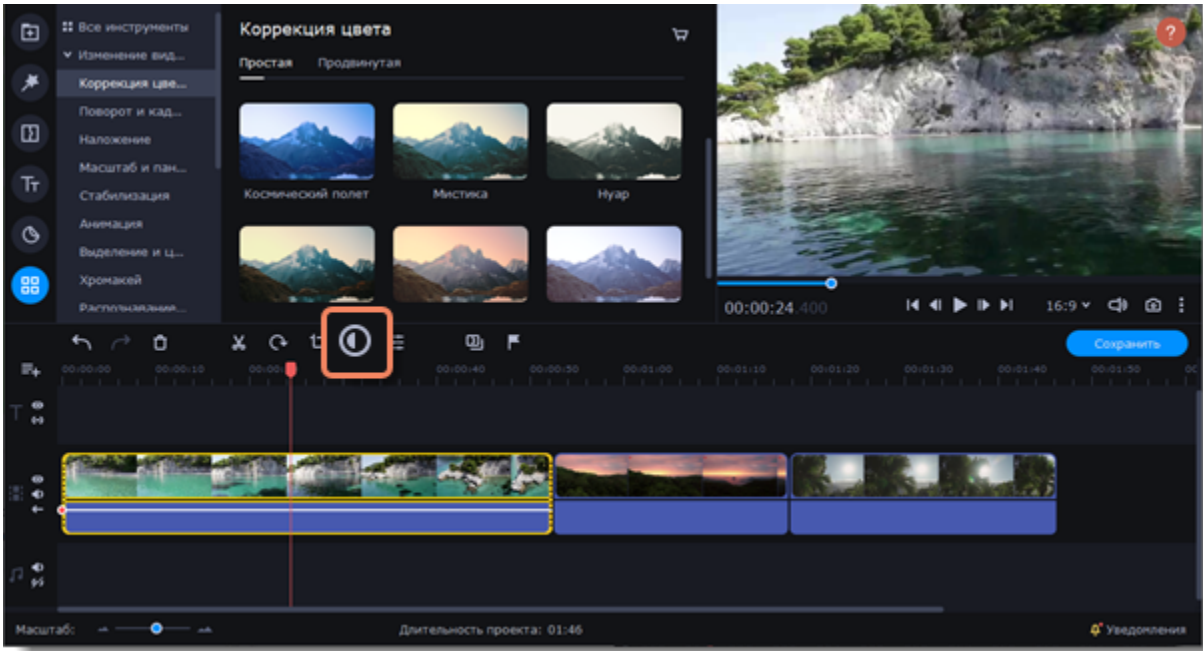 Все инструменты
Изменение вид...
Коррекция цве...
Поворот и кад...
Наложение
Масштаб и пан...
Стабилизация
Анимация
Выделение и ц...
Хромакей
Распознавание...
Коррекция цвета
Простая Продвинутая
Космический полет Мистика Нуар
?
00:00:24.400
16:9
Сохранить
00:00:00 00:00:10 00:00:40 00:00:50 00:01:00 00:01:10 00:01:20 00:01:30 00:01:40 00:01:50
Масштаб: Длительность проекта: 01:46 Уведомления